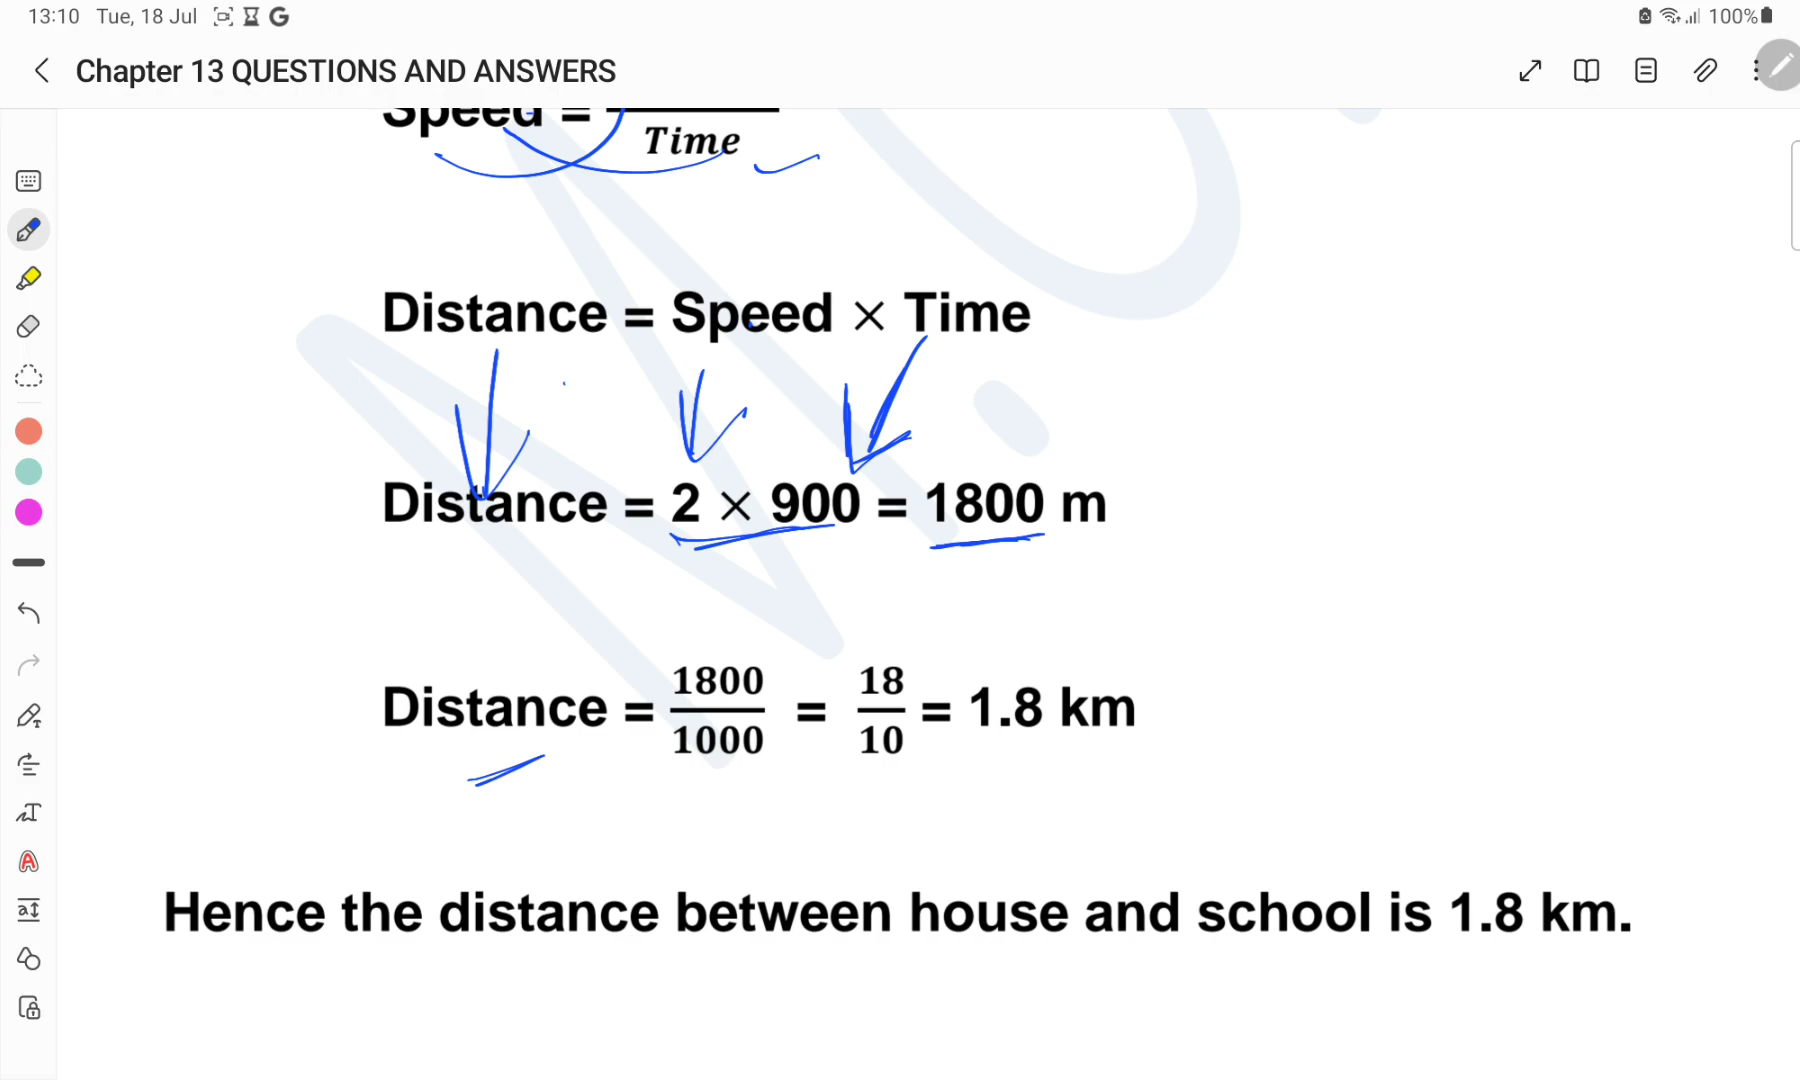 13:10 Tue, 18 Jul G 100%
Chapter 13 QUESTIONS AND ANSWERS
Speed = 
Time
Distance = Speed × Time
Distance = 2 × 900 = 1800 m
Distance = 1800/1000 = 18/10 = 1.8 km
Hence the distance between house and school is 1.8 km.